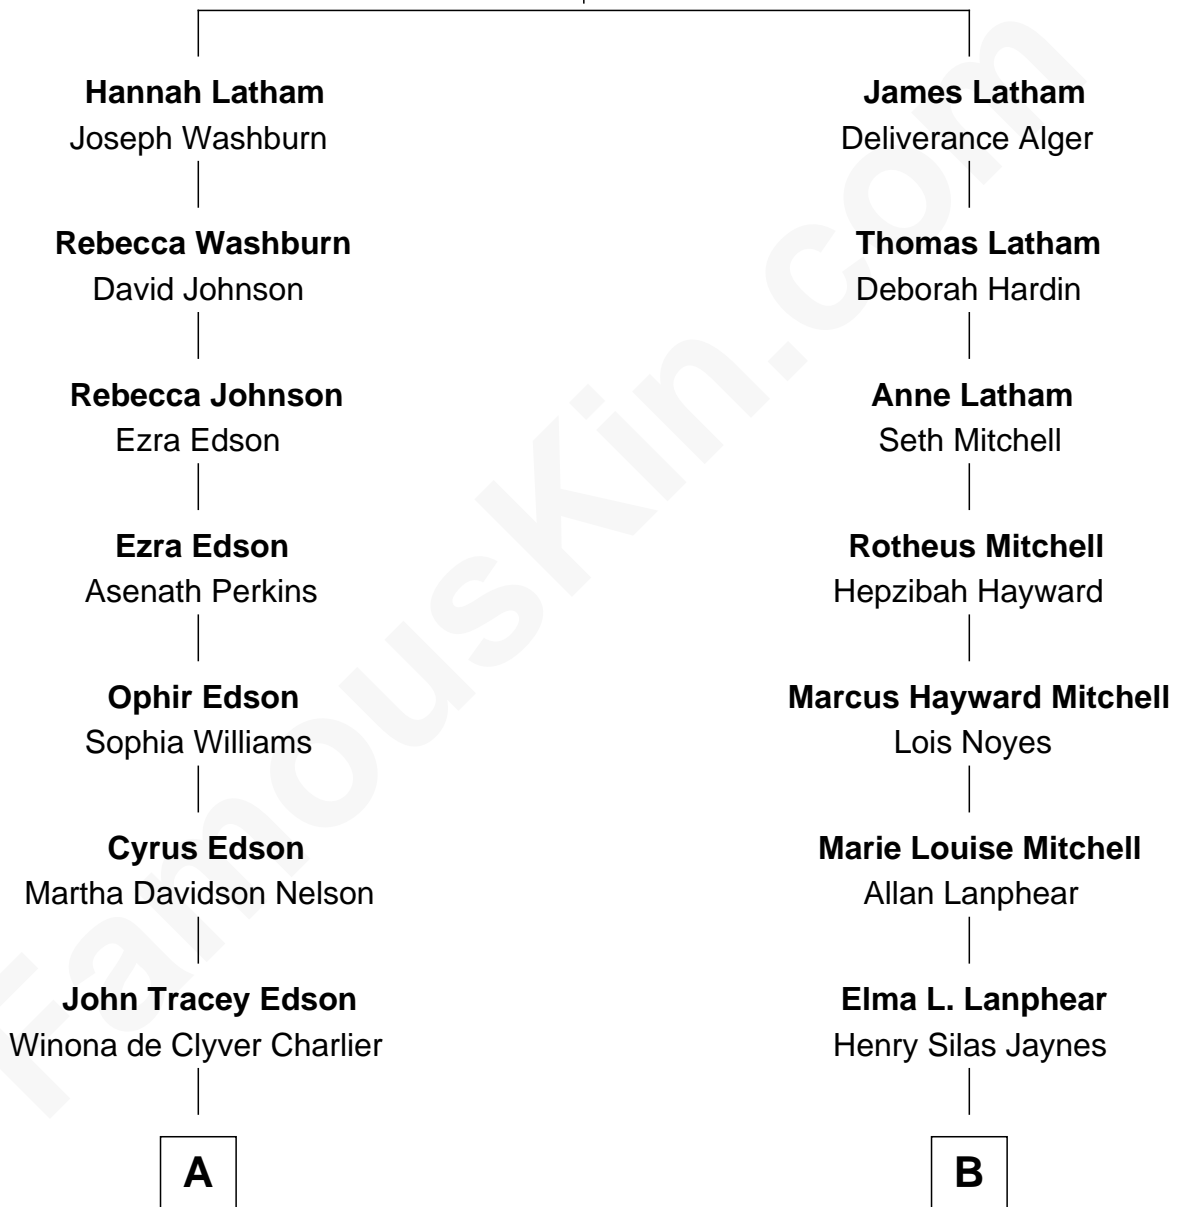 Hannah Latham
Joseph Washburn
Rebecca Washburn
David Johnson
Rebecca Johnson
Ezra Edson
Ezra Edson
Asenath Perkins
Ophir Edson
Sophia Williams
Cyrus Edson
Martha Davidson Nelson
John Tracey Edson
Winona de Clyver Charlier
A
James Latham
Deliverance Alger
Thomas Latham
Deborah Hardin
Anne Latham
Seth Mitchell
Rotheus Mitchell
Hepzibah Hayward
Marcus Hayward Mitchell
Lois Noyes
Marie Louise Mitchell
Allan Lanphear
Elma L. Lanphear
Henry Silas Jaynes
B
FamousKin.com